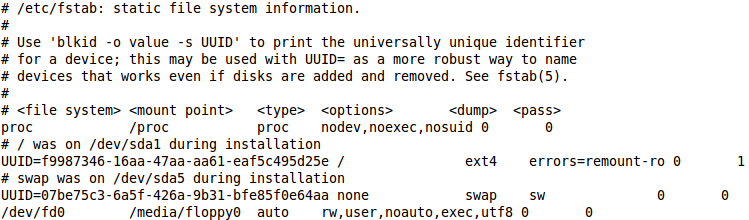 # /etc/fstab: static file system information.
#
# Use 'blkid -o value -s UUID' to print the universally unique identifier
# for a device; this may be used with UUID= as a more robust way to name
# devices that works even if disks are added and removed. See fstab(5).
#
# <file system> <mount point>   <type>  <options>       <dump>  <pass>
proc            /proc           proc    nodev,noexec,nosuid 0       0
# / was on /dev/sda1 during installation
UUID=f9987346-16aa-47aa-aa61-eaf5c495d25e /               ext4    errors=remount-ro 0       1
# swap was on /dev/sda5 during installation
UUID=07be75c3-6a5f-426a-9b31-bfe85f0e64aa none            swap    sw              0       0
/dev/fd0        /media/floppy0  auto    rw,user,noauto,exec,utf8 0       0